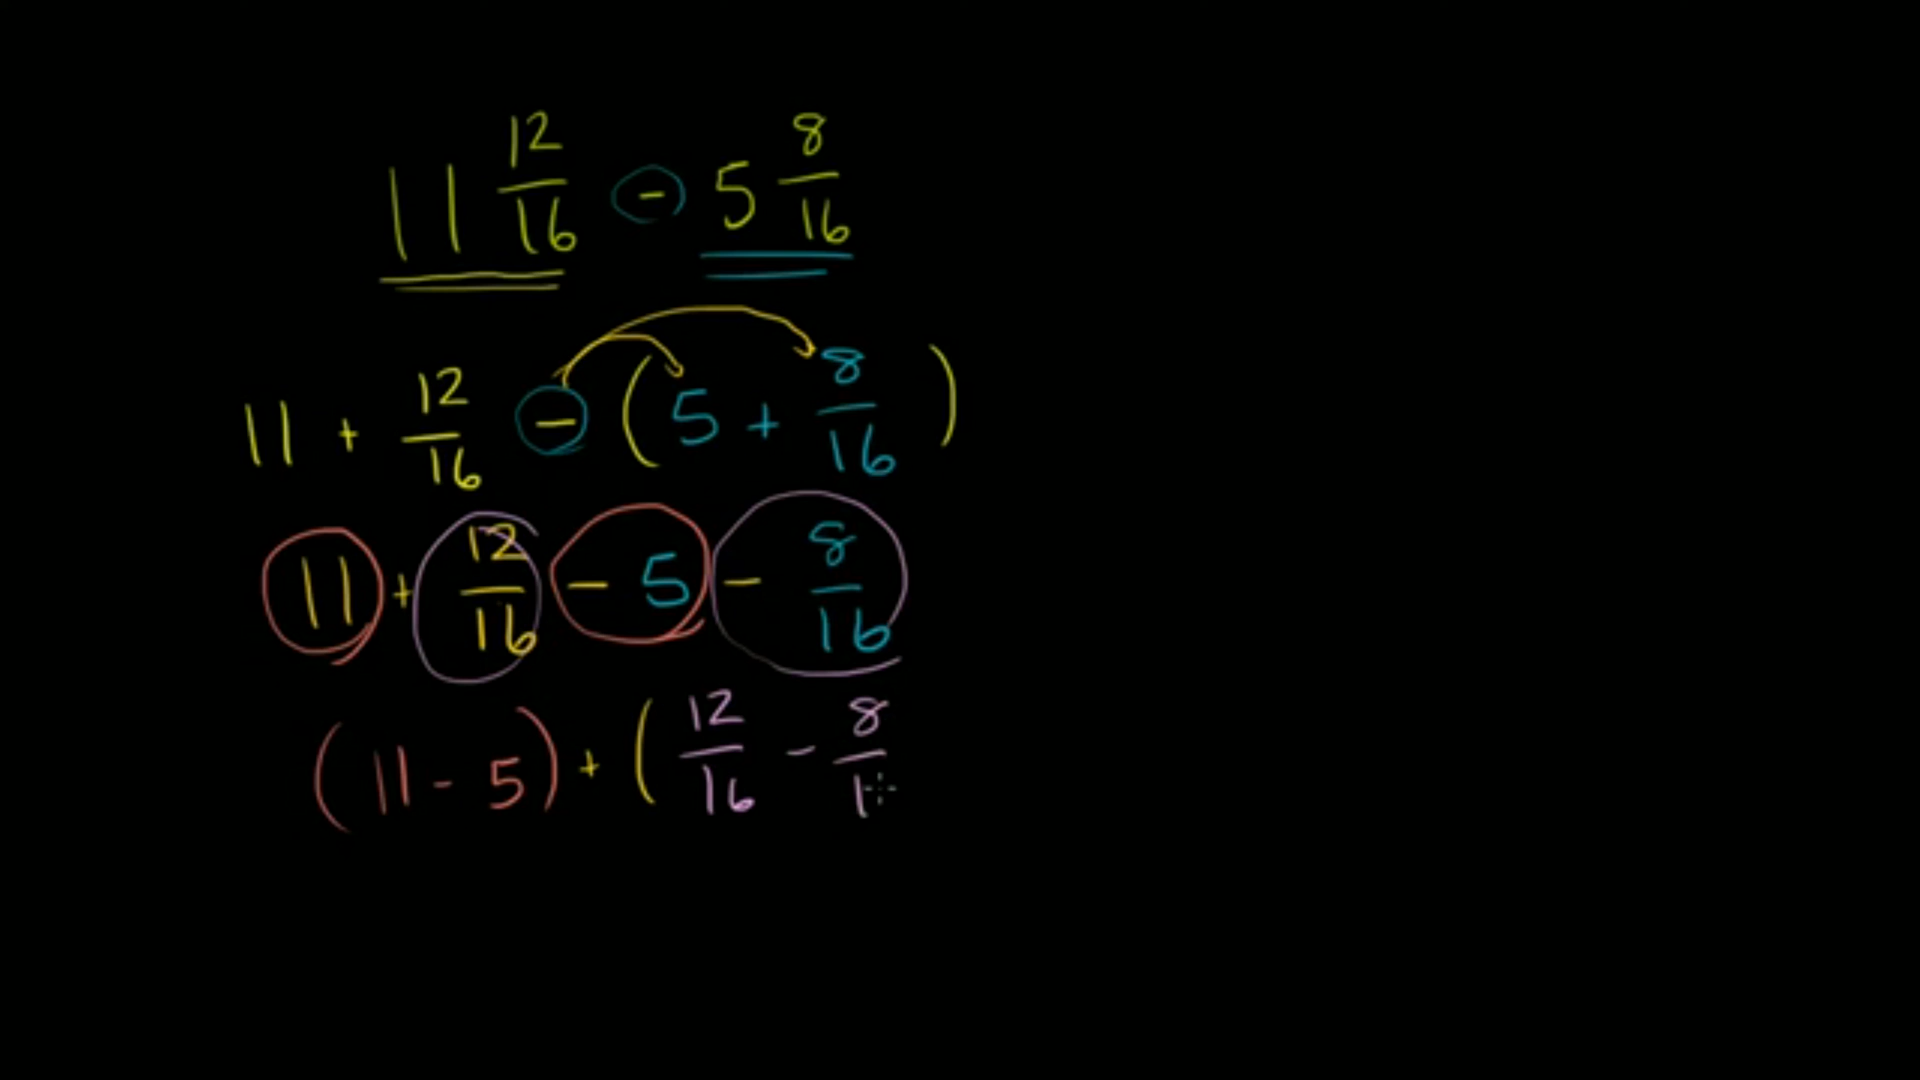 11 12/16 - 5 8/16
11 + 12/16 - (5 + 8/16)
11 + 12/16 - 5 - 8/16
(11 - 5) + (12/16 - 8/1